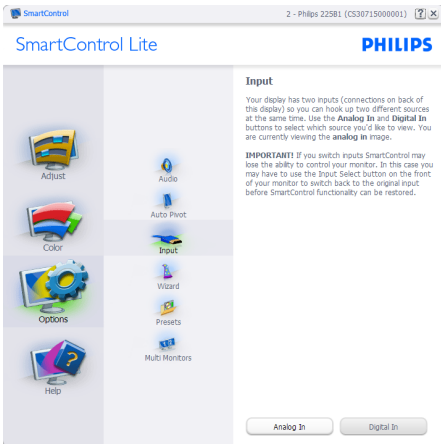 SmartControl
2 - Philips 225B1 (CS30715000001)
? ×
SmartControl Lite
PHILIPS
Adjust
Color
Options
Help
Audio
Auto Pivot
Input
Wizard
Presets
Multi Monitors
Input
Your display has two inputs (connections on back of
this display) so you can hook up two different sources
at the same time. Use the Analog In and Digital In
buttons to select which source you'd like to view. You
are currently viewing the analog in image.
IMPORTANT! If you switch inputs SmartControl may
lose the ability to control your monitor. In this case you
may have to use the Input Select button on the front
of your monitor to switch back to the original input
before SmartControl functionality can be restored.
Analog In
Digital In